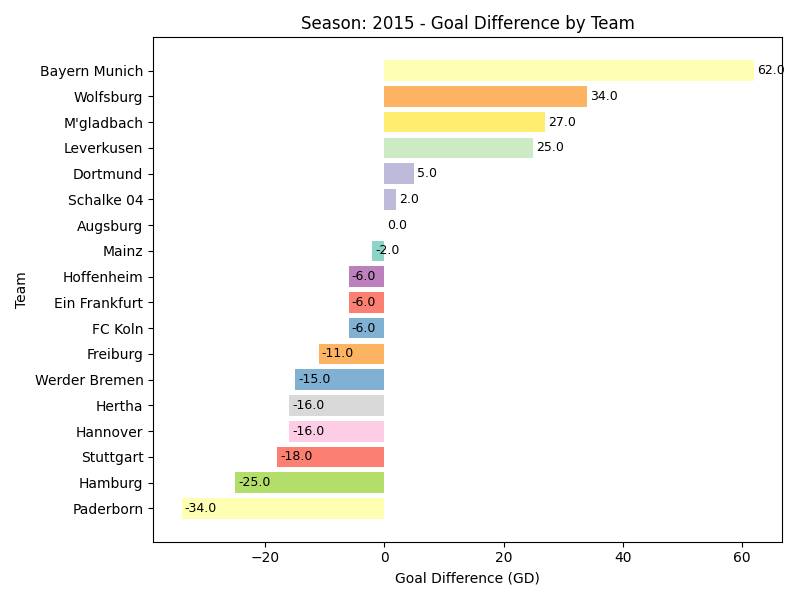 Season: 2015 - Goal Difference by Team
Bayern Munich 62.0
Wolfsburg 34.0
M'gladbach 27.0
Leverkusen 25.0
Dortmund 5.0
Schalke 04 2.0
Augsburg 0.0
Mainz -2.0
Hoffenheim -6.0
Ein Frankfurt -6.0
FC Koln -6.0
Freiburg -11.0
Werder Bremen -15.0
Hertha -16.0
Hannover -16.0
Stuttgart -18.0
Hamburg -25.0
Paderborn -34.0
Team
−20 0 20 40 60
Goal Difference (GD)